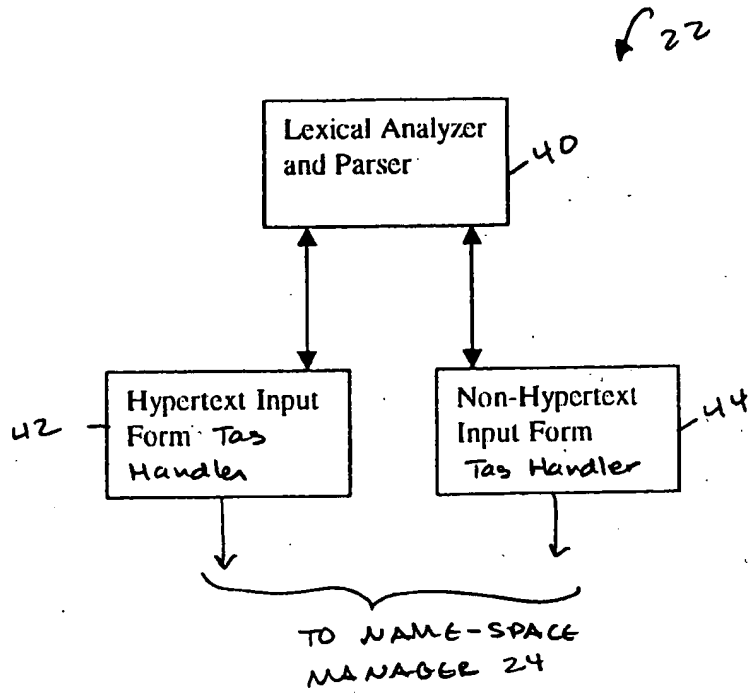 22
Lexical Analyzer
and Parser
40
Hypertext Input
Form Tag
Handler
42
Non-Hypertext
Input Form
Tag Handler
44
TO NAME-SPACE
MANAGER 24